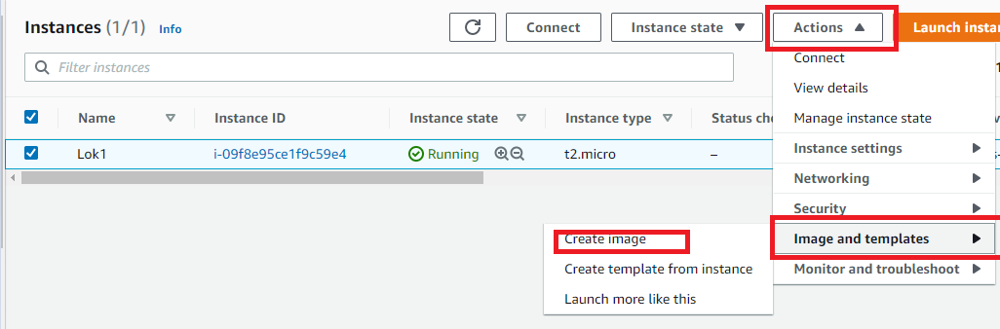 Instances (1/1) Info Connect Instance state Actions Launch insta
Filter instances
Name Instance ID Instance state Instance type Status che
Lok1 i-09f8e95ce1f9c59e4 Running t2.micro –
Connect
View details
Manage instance state
Instance settings
Networking
Security
Image and templates
Monitor and troubleshoot
Create image
Create template from instance
Launch more like this